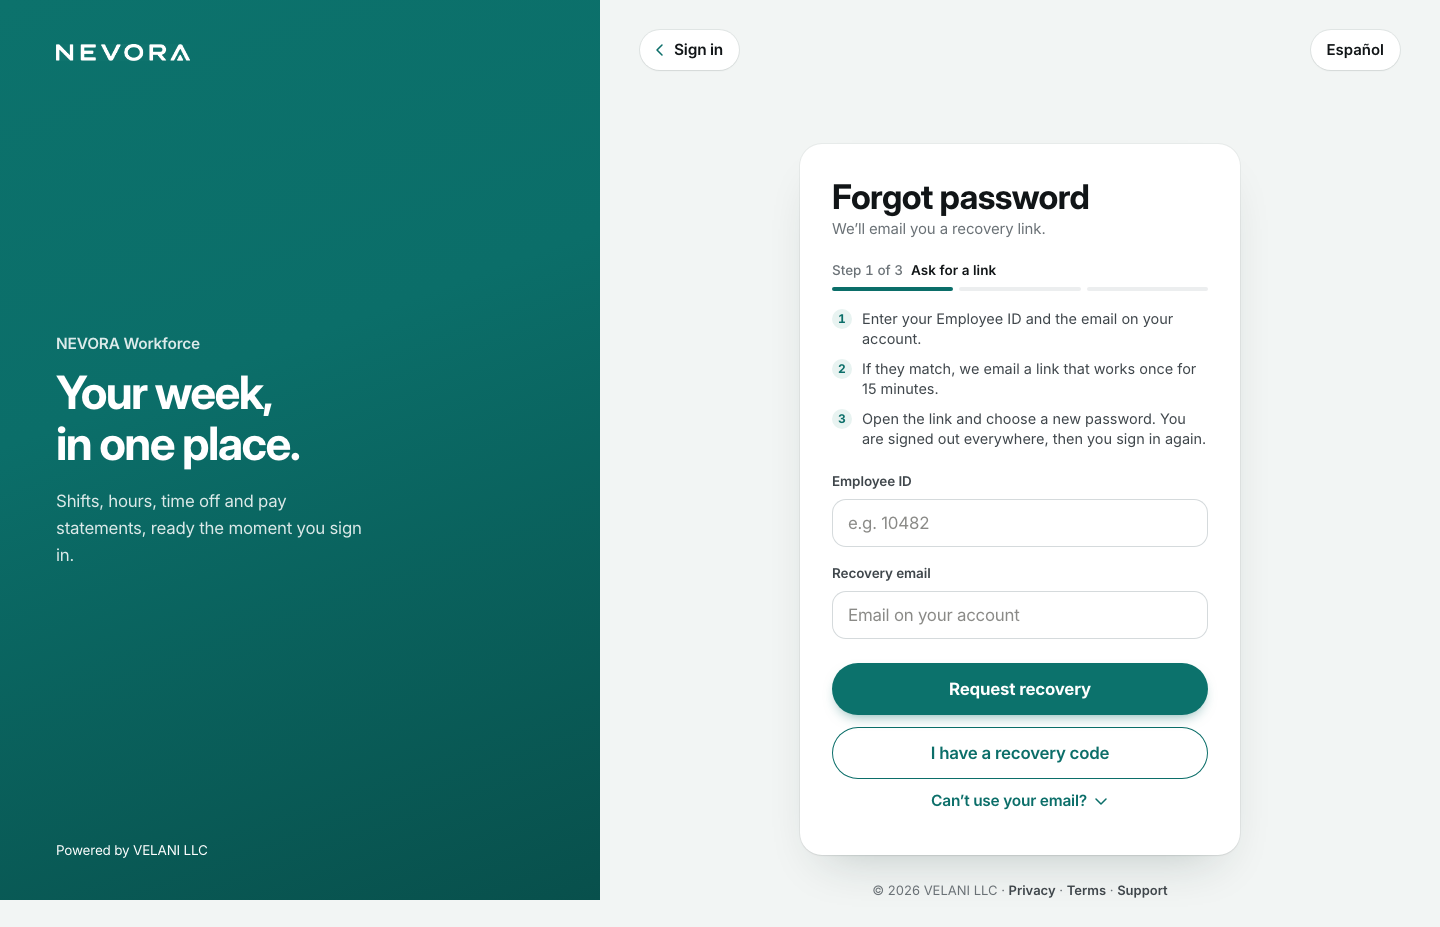 NEVORA
Sign in
Español
NEVORA Workforce
Your week,
in one place.
Shifts, hours, time off and pay
statements, ready the moment you sign
in.
Powered by VELANI LLC
Forgot password
We’ll email you a recovery link.
Step 1 of 3 Ask for a link
1 Enter your Employee ID and the email on your
account.
2 If they match, we email a link that works once for
15 minutes.
3 Open the link and choose a new password. You
are signed out everywhere, then you sign in again.
Employee ID
e.g. 10482
Recovery email
Email on your account
Request recovery
I have a recovery code
Can’t use your email?
© 2026 VELANI LLC · Privacy · Terms · Support